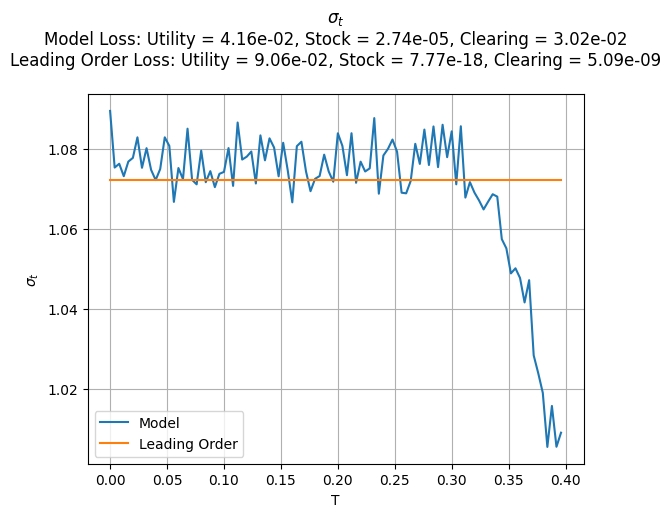 σt
Model Loss: Utility = 4.16e-02, Stock = 2.74e-05, Clearing = 3.02e-02
Leading Order Loss: Utility = 9.06e-02, Stock = 7.77e-18, Clearing = 5.09e-09
1.08
1.06
1.04
1.02
σt
Model
Leading Order
0.00 0.05 0.10 0.15 0.20 0.25 0.30 0.35 0.40
T